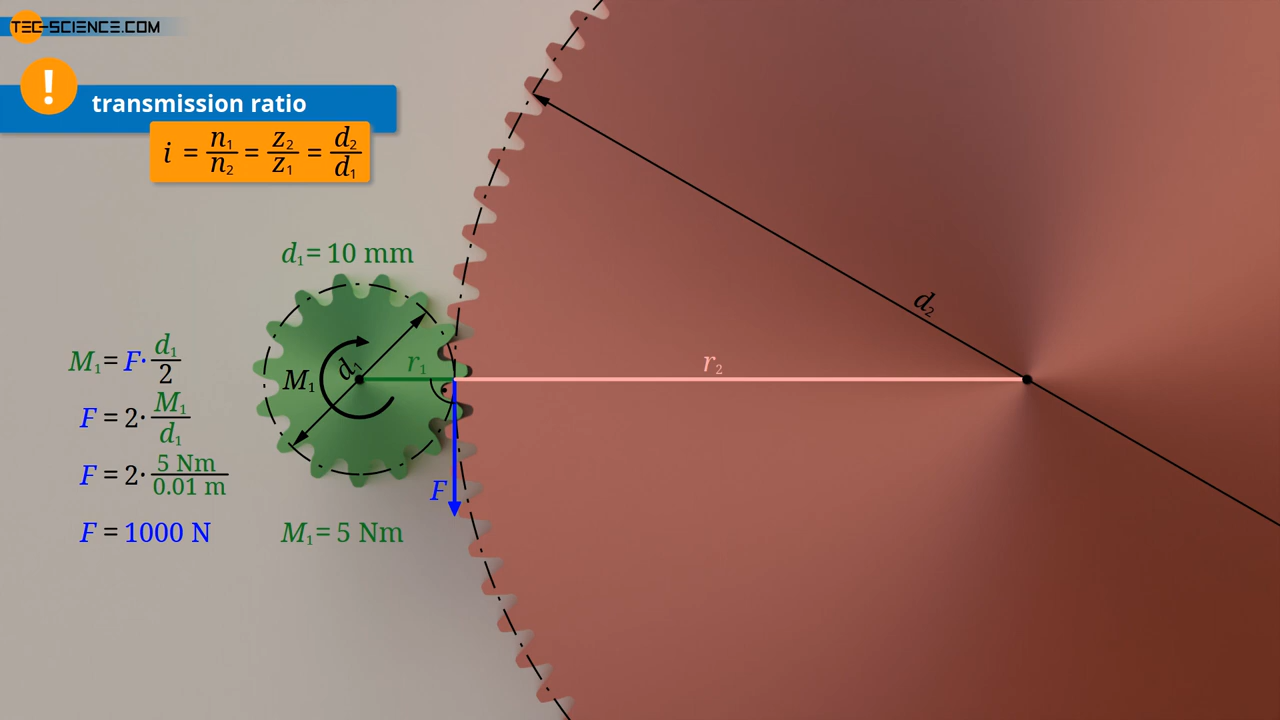 TEC-SCIENCE.COM
!
transmission ratio
i = n₁/n₂ = z₂/z₁ = d₂/d₁
d₁= 10 mm
d₂
M₁= F· d₁/2
M₁
d₁
r₁
r₂
F = 2· M₁/d₁
F = 2· 5 Nm/0.01 m
F
F = 1000 N
M₁= 5 Nm